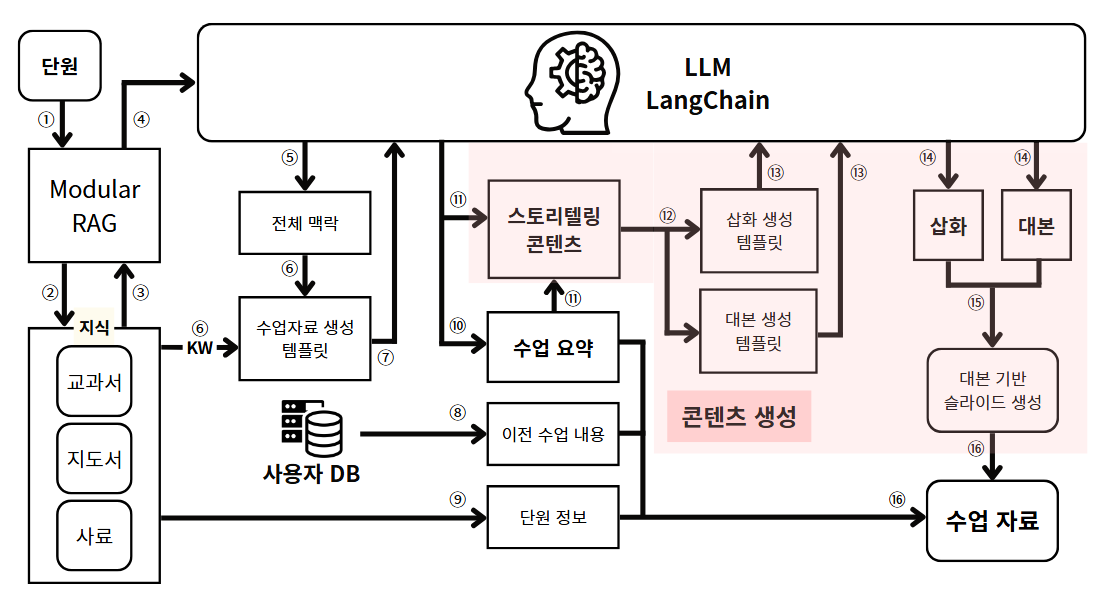 단원
LLM
LangChain
①
④
Modular
RAG
②
③
지식
교과서
지도서
사료
⑤
전체 맥락
⑥
⑥
KW
수업자료 생성
템플릿
⑦
사용자 DB
⑧
⑨
⑩
⑪
스토리텔링
콘텐츠
⑪
수업 요약
이전 수업 내용
단원 정보
⑫
⑬
⑬
삽화 생성
템플릿
대본 생성
템플릿
콘텐츠 생성
⑭
⑭
삽화
대본
⑮
대본 기반
슬라이드 생성
⑯
⑯
수업 자료